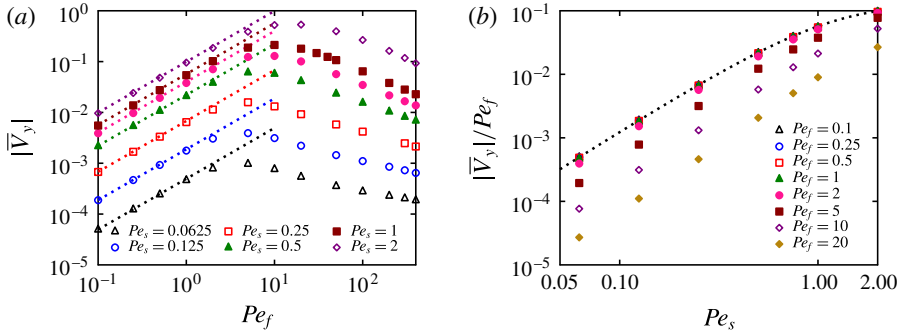 (a)
10^0
10^{-1}
10^{-2}
10^{-3}
10^{-4}
10^{-5}
|V̅_y|
Pe_s = 0.0625
Pe_s = 0.25
Pe_s = 1
Pe_s = 0.125
Pe_s = 0.5
Pe_s = 2
10^{-1}
10^0
10^1
10^2
Pe_f
(b)
10^{-1}
10^{-2}
10^{-3}
10^{-4}
10^{-5}
|V̅_y|/Pe_f
Pe_f = 0.1
Pe_f = 0.25
Pe_f = 0.5
Pe_f = 1
Pe_f = 2
Pe_f = 5
Pe_f = 10
Pe_f = 20
0.05
0.10
1.00
2.00
Pe_s